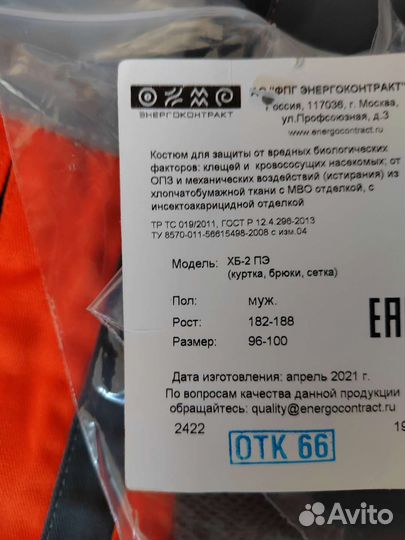 ЭНЕРГОКОНТРАКТ
АО "ФПГ ЭНЕРГОКОНТРАКТ"
Россия, 117036, г. Москва,
ул.Профсоюзная, д.3
www.energocontract.ru
Костюм для защиты от вредных биологических
факторов: клещей и кровососущих насекомых; от
ОПЗ и механических воздействий (истирания) из
хлопчатобумажной ткани с МВО отделкой, с
инсектоакарицидной отделкой
ТР ТС 019/2011, ГОСТ Р 12.4.296-2013
ТУ 8570-011-56615498-2008 с изм.04
Модель: ХБ-2 ПЭ
(куртка, брюки, сетка)
Пол: муж.
Рост: 182-188
Размер: 96-100
ЕАС
Дата изготовления: апрель 2021 г.
По вопросам качества данной продукции
обращайтесь: quality@energocontract.ru
2422 19
ОТК 66
Avito